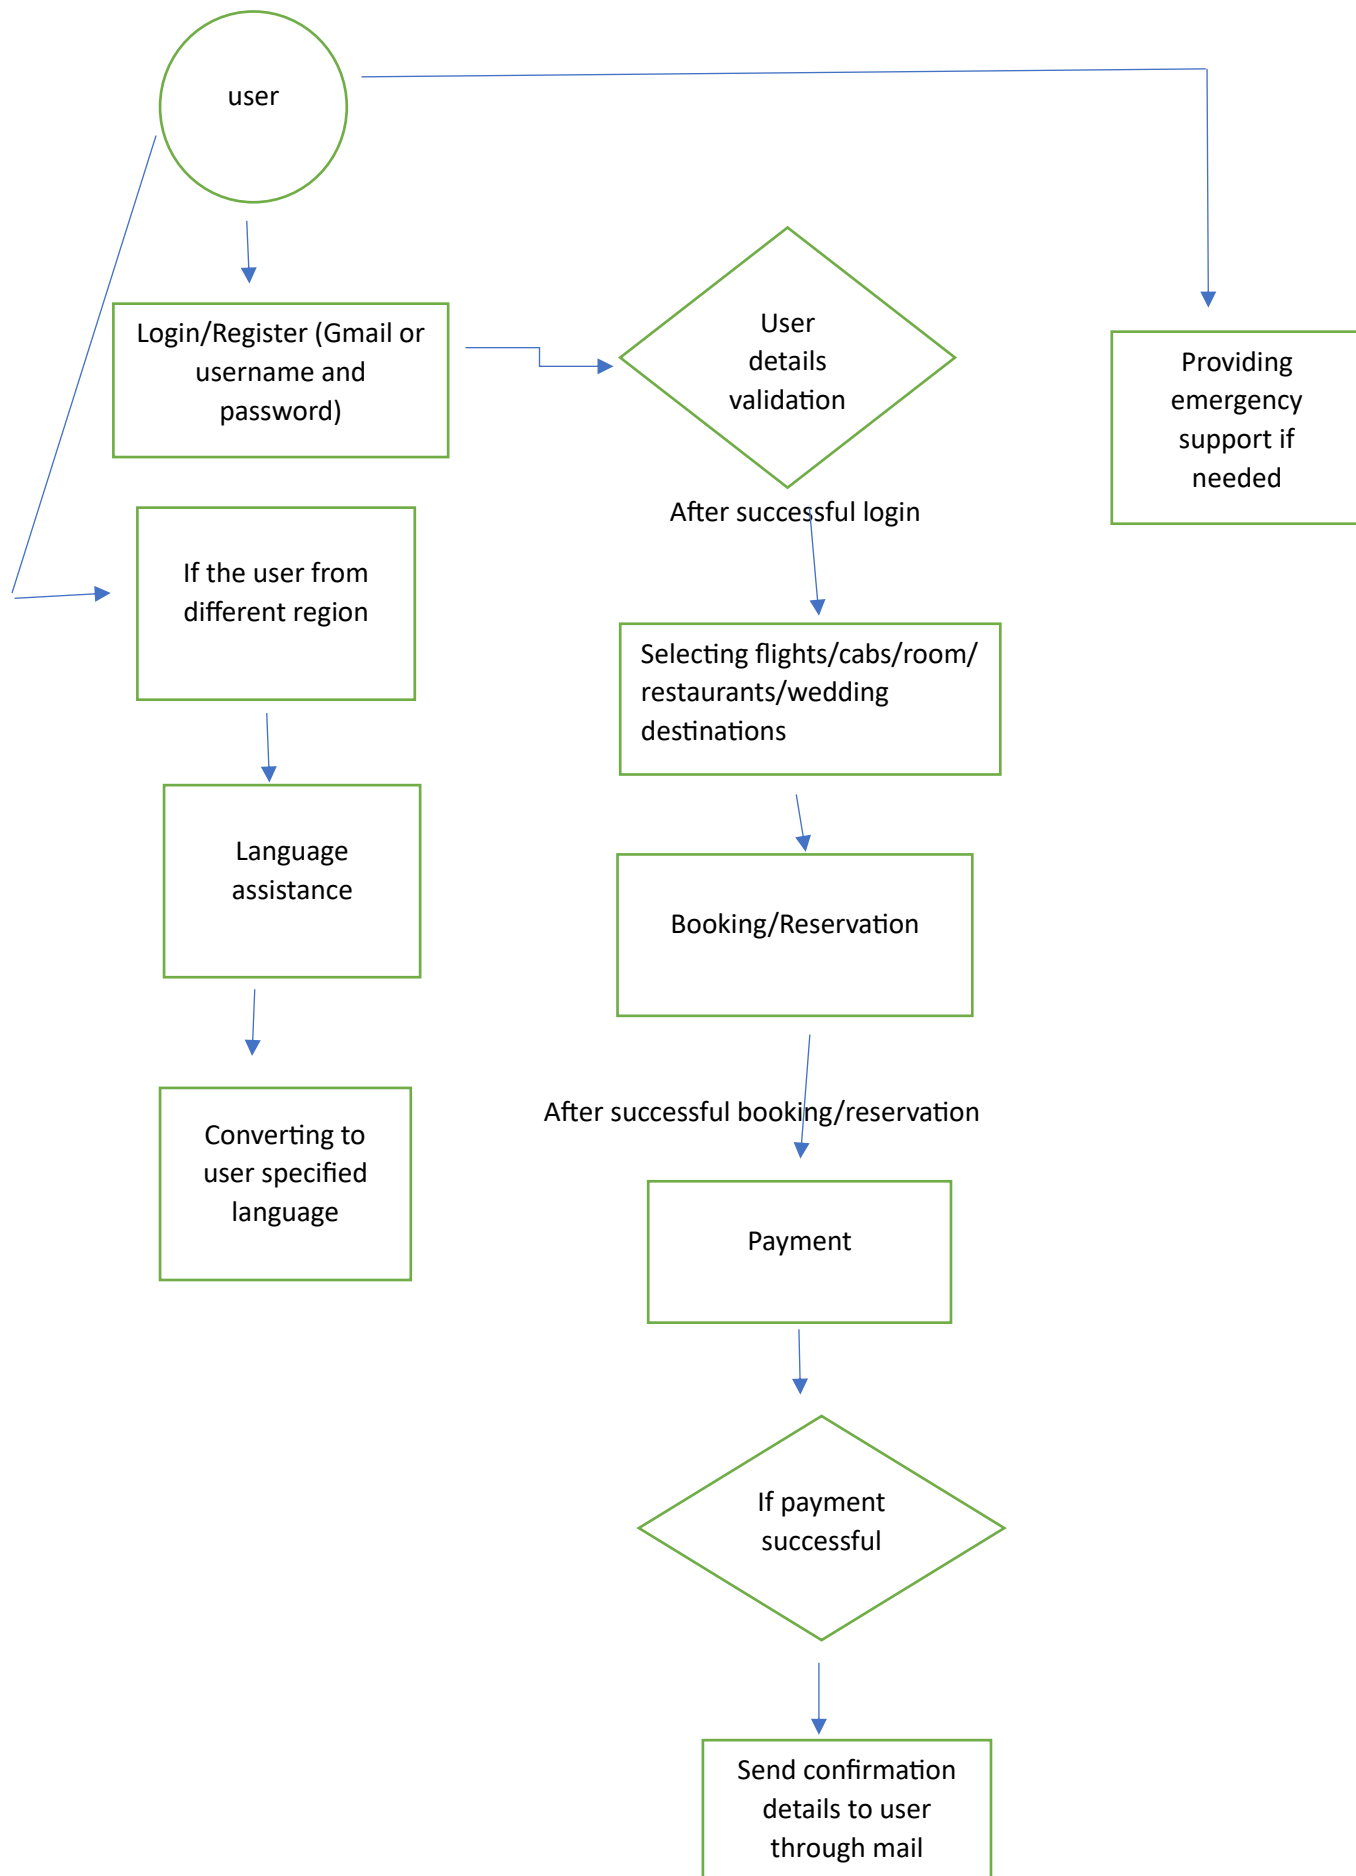 user
Login/Register (Gmail or
username and
password)
User
details
validation
Providing
emergency
support if
needed
After successful login
If the user from
different region
Selecting flights/cabs/room/
restaurants/wedding
destinations
Language
assistance
Booking/Reservation
After successful booking/reservation
Converting to
user specified
language
Payment
If payment
successful
Send confirmation
details to user
through mail